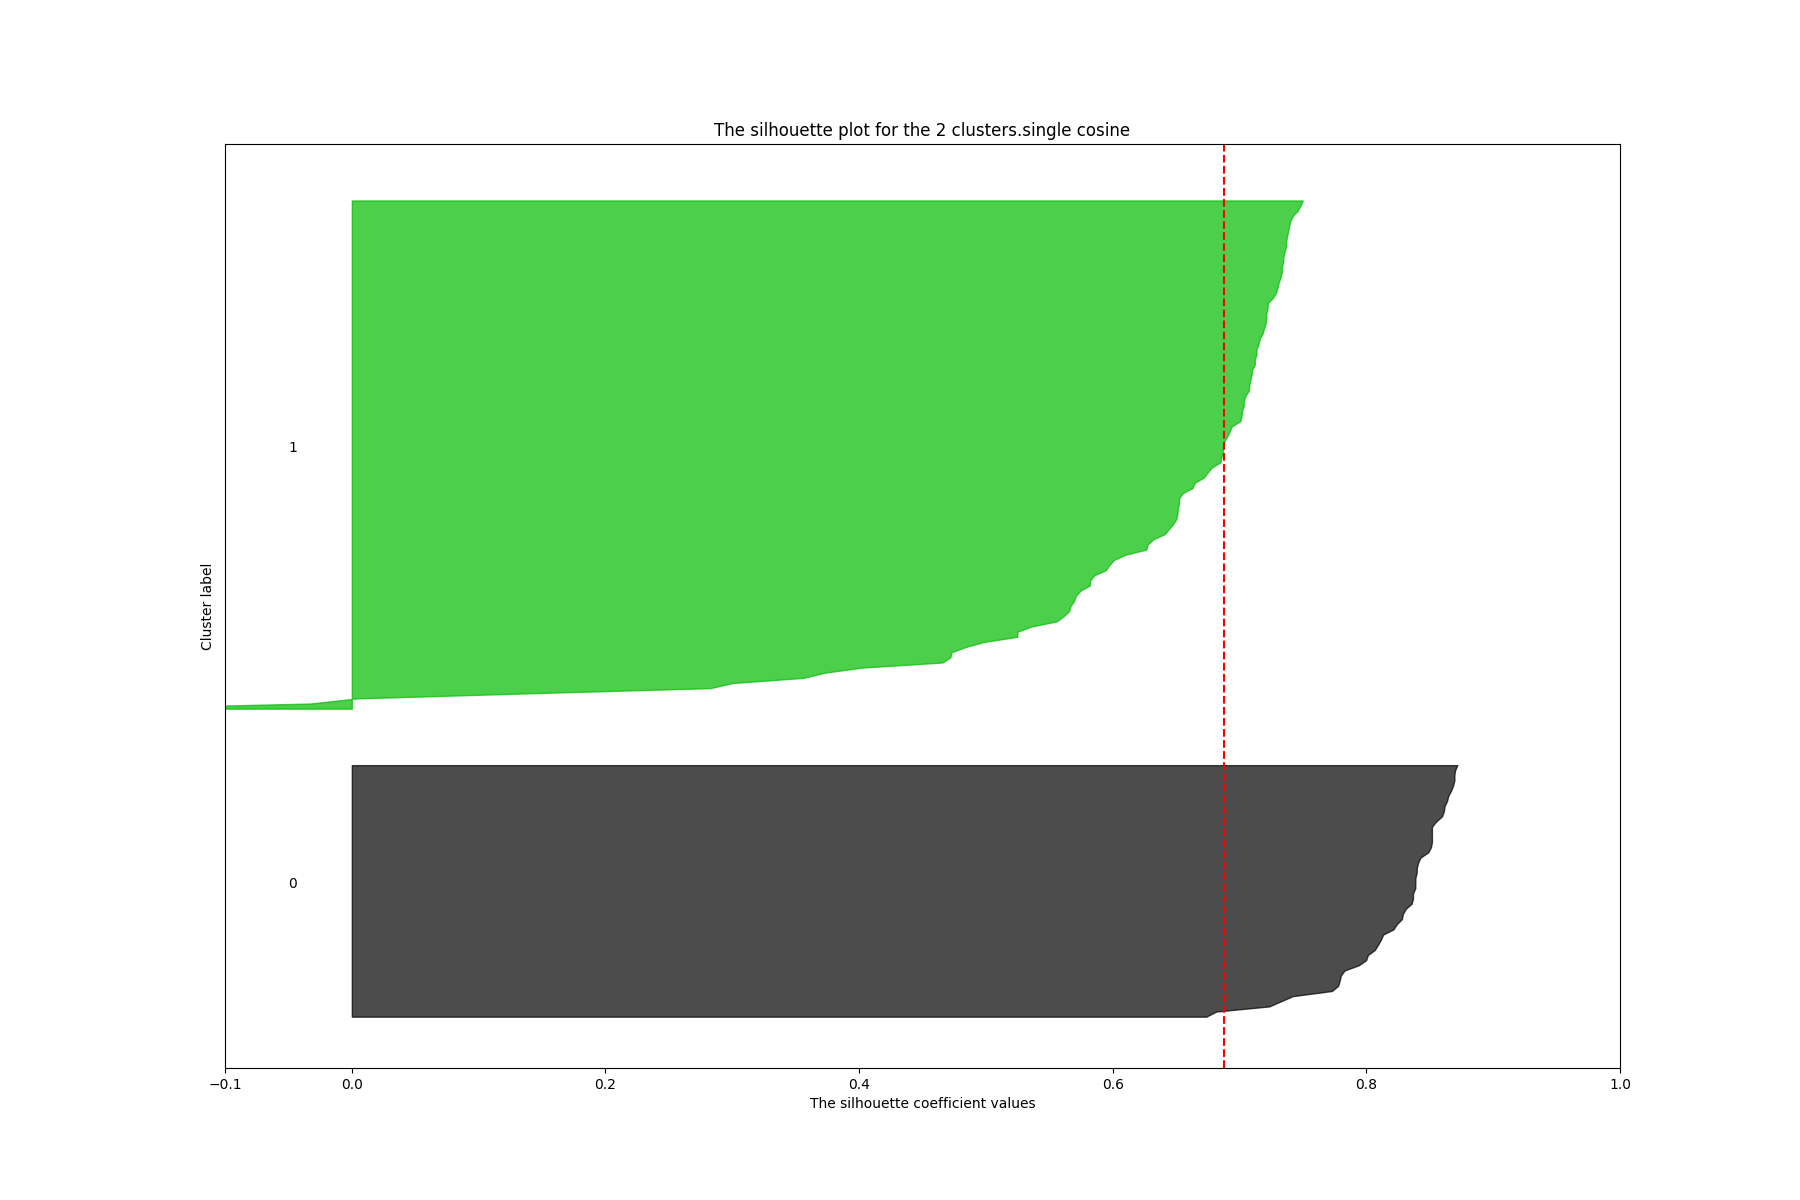 The silhouette plot for the 2 clusters.single cosine
1
Cluster label
0
−0.1 0.0 0.2 0.4 0.6 0.8 1.0
The silhouette coefficient values